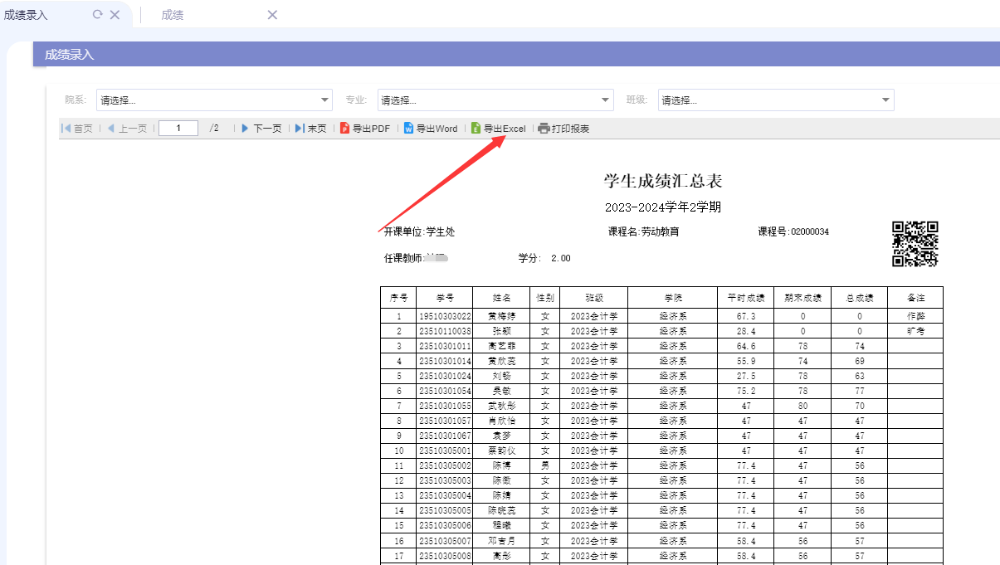 成绩录入 成绩
成绩录入
院系: 请选择... 专业: 请选择... 班级: 请选择...
首页 上一页 1 /2 下一页 末页 导出PDF 导出Word 导出Excel 打印报表
学生成绩汇总表
2023-2024学年2学期
开课单位:学生处 课程名:劳动教育 课程号:02000034
任课教师: 学分: 2.00
序号 学号 姓名 性别 班级 学院 平时成绩 期末成绩 总成绩 备注
1 19510303022 黄梅婷 女 2023会计学 经济系 67.3 0 0 作弊
2 23510110038 张颖 女 2023会计学 经济系 28.4 0 0 旷考
3 23510301011 高艺菲 女 2023会计学 经济系 64.6 78 74
4 23510301014 黄欣蕊 女 2023会计学 经济系 55.9 74 69
5 23510301024 刘畅 女 2023会计学 经济系 27.5 78 63
6 23510301054 吴敏 女 2023会计学 经济系 75.2 78 77
7 23510301055 武秋彤 女 2023会计学 经济系 47 80 70
8 23510301057 肖欣怡 女 2023会计学 经济系 47 47 47
9 23510301067 袁梦 女 2023会计学 经济系 47 47 47
10 23510305001 蔡韵仪 女 2023会计学 经济系 47 47 47
11 23510305002 陈博 男 2023会计学 经济系 77.4 47 56
12 23510305003 陈微 女 2023会计学 经济系 77.4 47 56
13 23510305004 陈婧 女 2023会计学 经济系 77.4 47 56
14 23510305005 陈晓蕊 女 2023会计学 经济系 77.4 47 56
15 23510305006 程曦 女 2023会计学 经济系 77.4 47 56
16 23510305007 邓吉月 女 2023会计学 经济系 58.4 56 57
17 23510305008 高彤 女 2023会计学 经济系 58.4 56 57